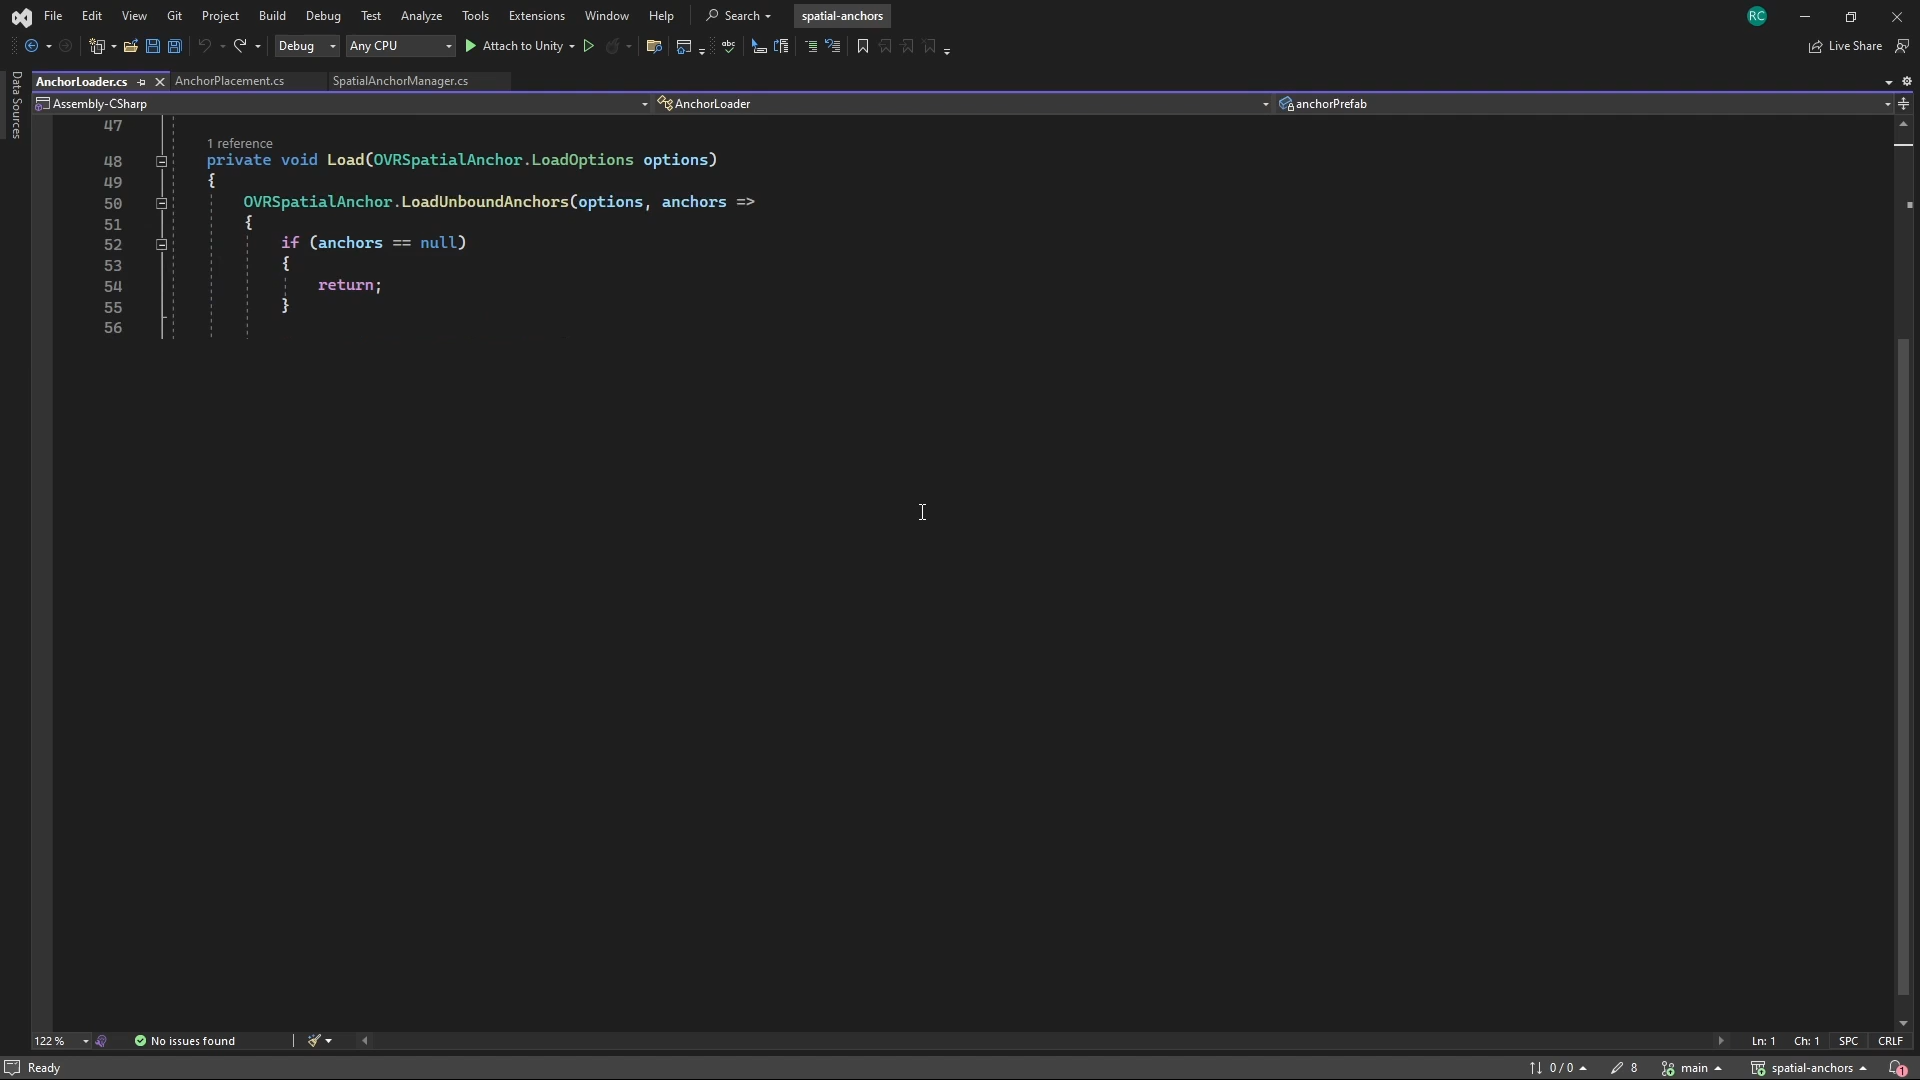 File Edit View Git Project Build Debug Test Analyze Tools Extensions Window Help Search spatial-anchors RC
Debug Any CPU Attach to Unity abc Live Share
Data Sources
AnchorLoader.cs AnchorPlacement.cs SpatialAnchorManager.cs
Assembly-CSharp AnchorLoader anchorPrefab
47
1 reference
48 private void Load(OVRSpatialAnchor.LoadOptions options)
49 {
50 OVRSpatialAnchor.LoadUnboundAnchors(options, anchors =>
51 {
52 if (anchors == null)
53 {
54 return;
55 }
56
122 % No issues found Ln: 1 Ch: 1 SPC CRLF
Ready 0 / 0 8 main spatial-anchors 1